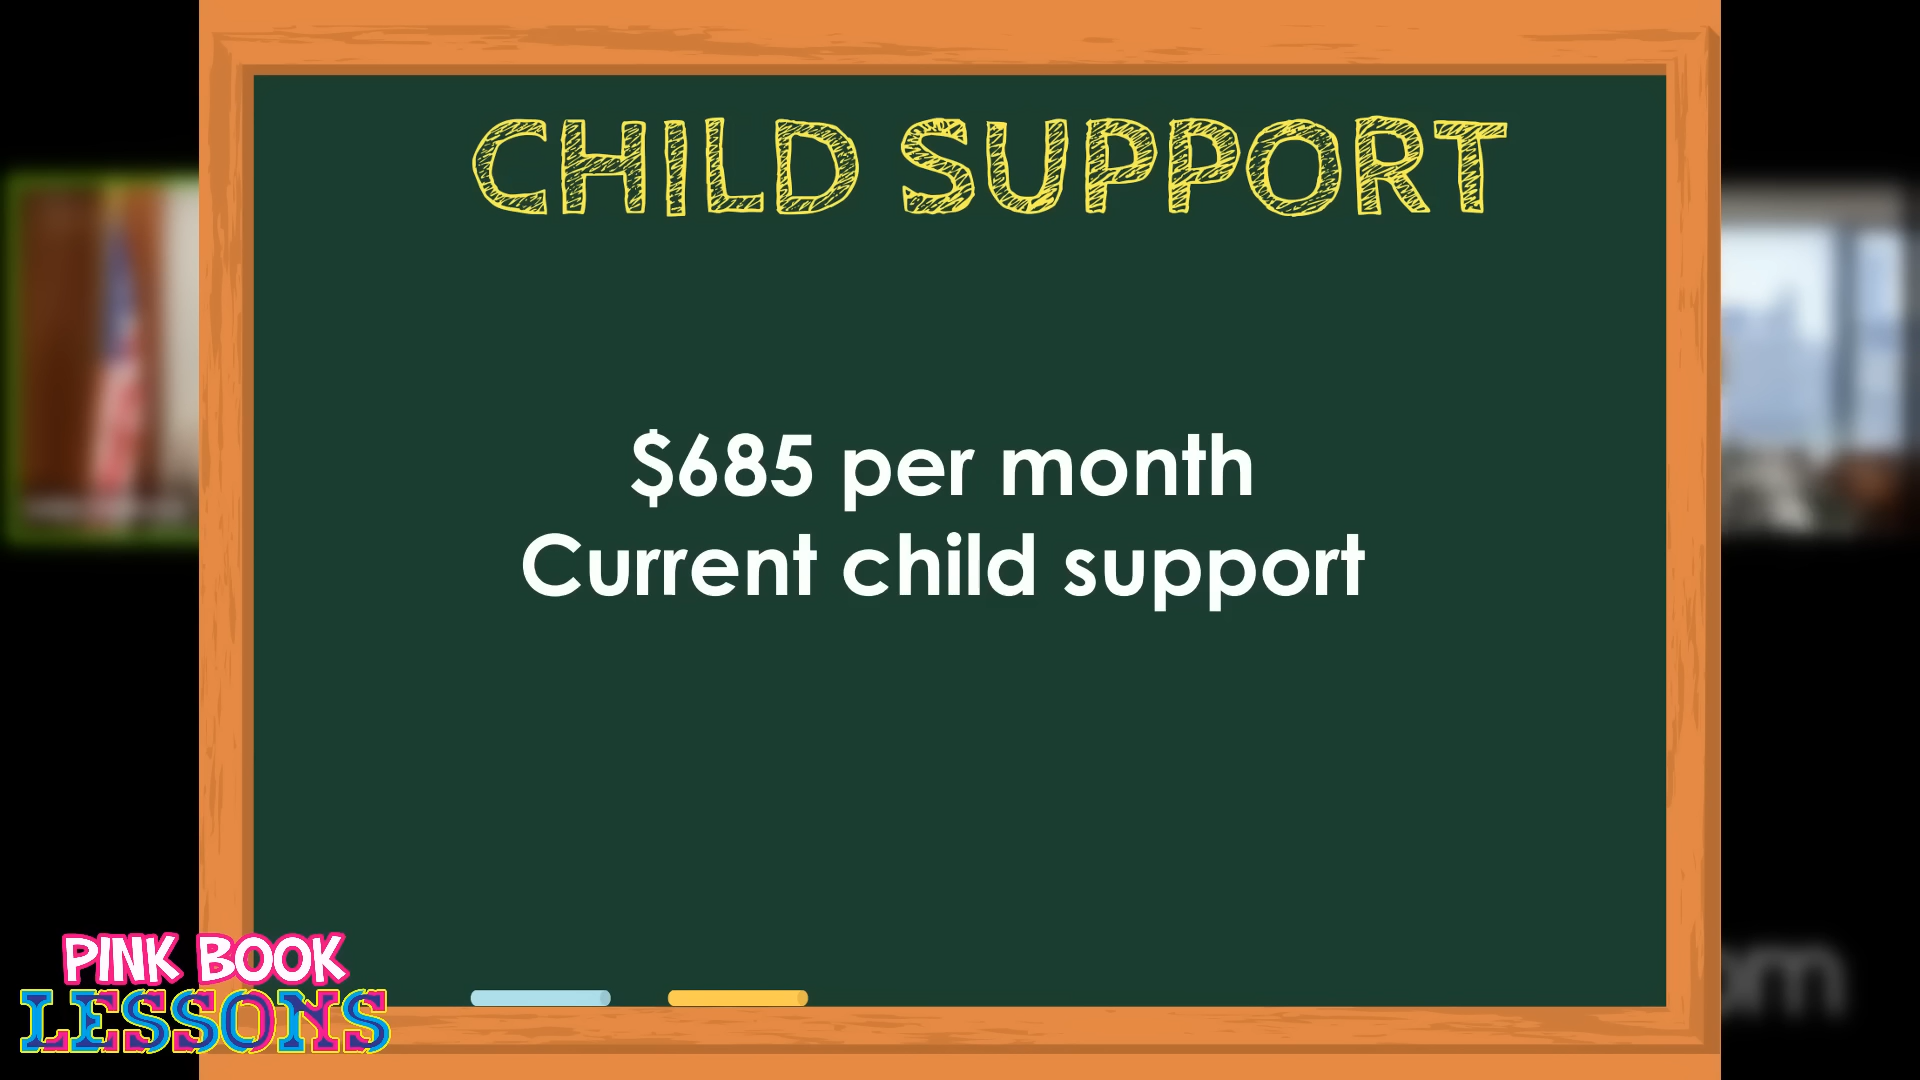 CHILD SUPPORT
$685 per month
Current child support
PINK BOOK
LESSONS